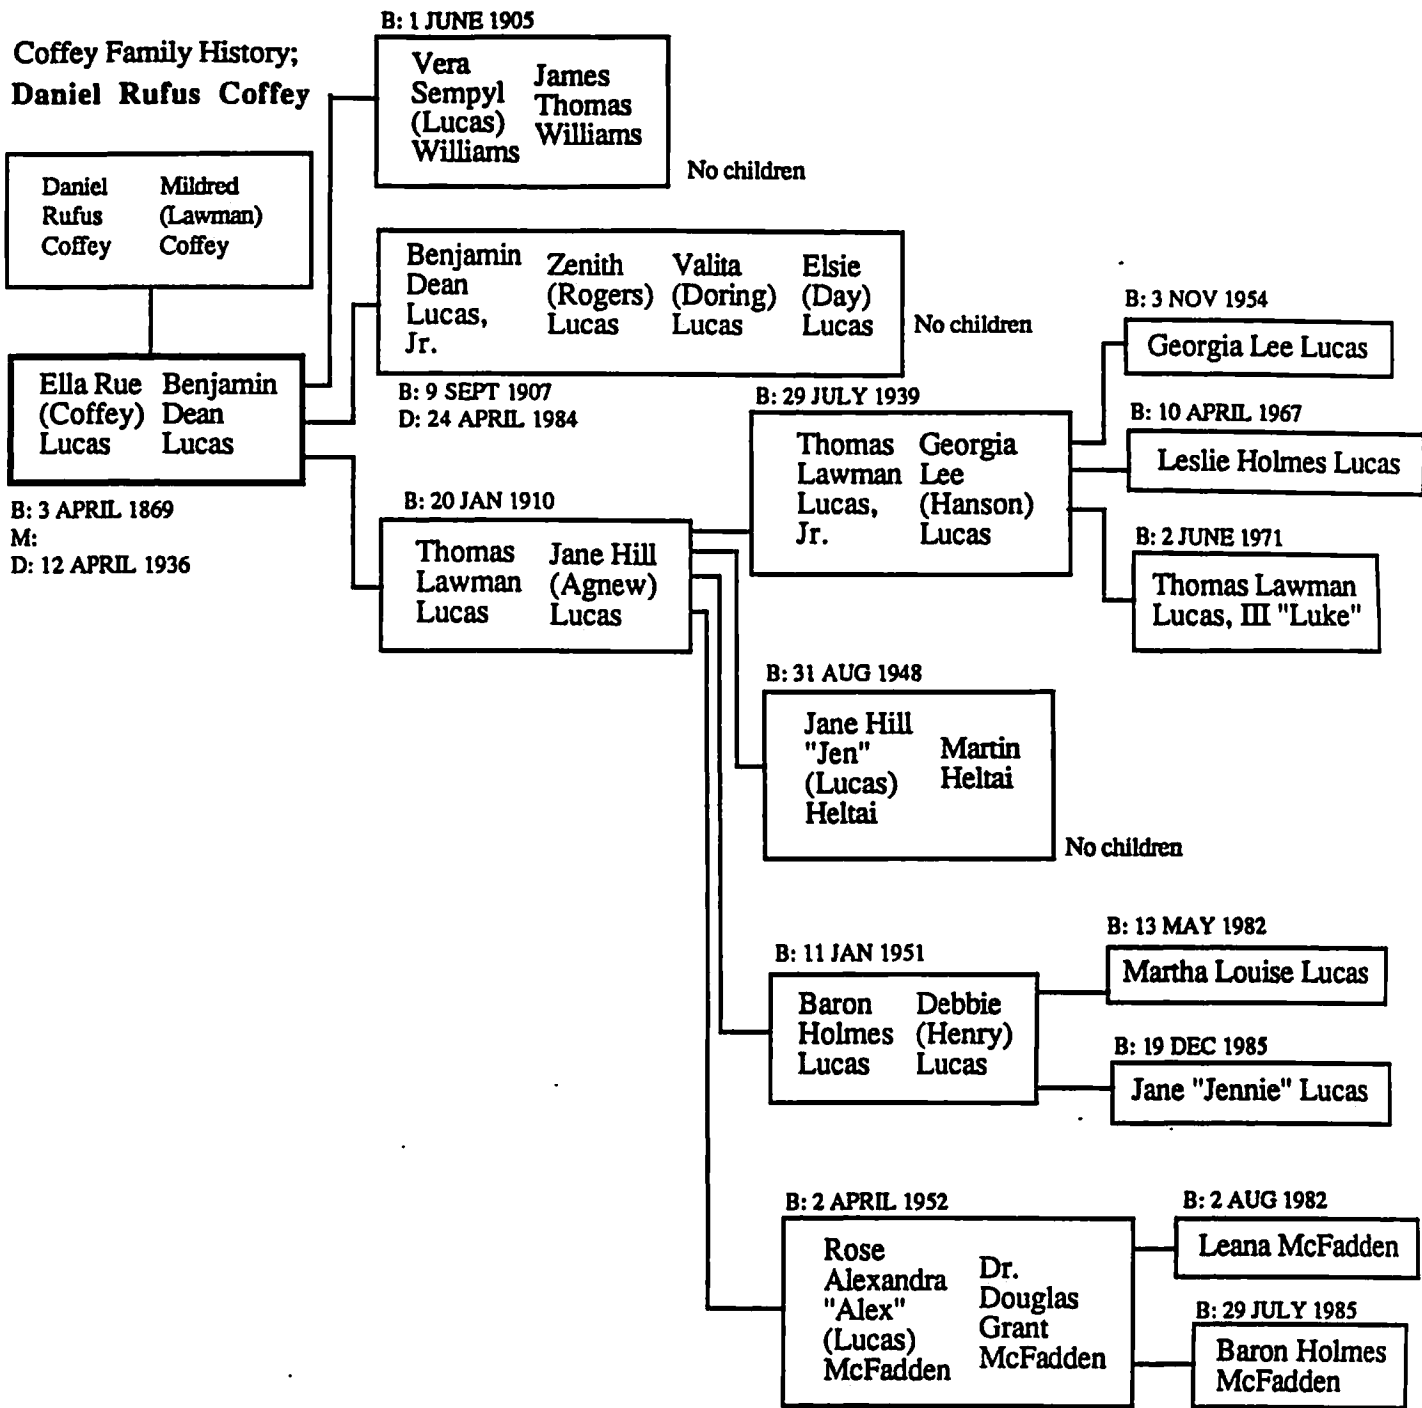 Coffey Family History;
Daniel Rufus Coffey
Daniel
Rufus
Coffey
Mildred
(Lawman)
Coffey
Ella Rue
(Coffey)
Lucas
Benjamin
Dean
Lucas
B: 3 APRIL 1869
M:
D: 12 APRIL 1936
B: 1 JUNE 1905
Vera
Sempyl
(Lucas)
Williams
James
Thomas
Williams
No children
Benjamin
Dean
Lucas,
Jr.
Zenith
(Rogers)
Lucas
Valita
(Doring)
Lucas
Elsie
(Day)
Lucas
No children
B: 9 SEPT 1907
D: 24 APRIL 1984
B: 20 JAN 1910
Thomas
Lawman
Lucas
Jane Hill
(Agnew)
Lucas
B: 29 JULY 1939
Thomas
Lawman
Lucas,
Jr.
Georgia
Lee
(Hanson)
Lucas
B: 3 NOV 1954
Georgia Lee Lucas
B: 10 APRIL 1967
Leslie Holmes Lucas
B: 2 JUNE 1971
Thomas Lawman
Lucas, III "Luke"
B: 31 AUG 1948
Jane Hill
"Jen"
(Lucas)
Heltai
Martin
Heltai
No children
B: 11 JAN 1951
Baron
Holmes
Lucas
Debbie
(Henry)
Lucas
B: 13 MAY 1982
Martha Louise Lucas
B: 19 DEC 1985
Jane "Jennie" Lucas
B: 2 APRIL 1952
Rose
Alexandra
"Alex"
(Lucas)
McFadden
Dr.
Douglas
Grant
McFadden
B: 2 AUG 1982
Leana McFadden
B: 29 JULY 1985
Baron Holmes
McFadden